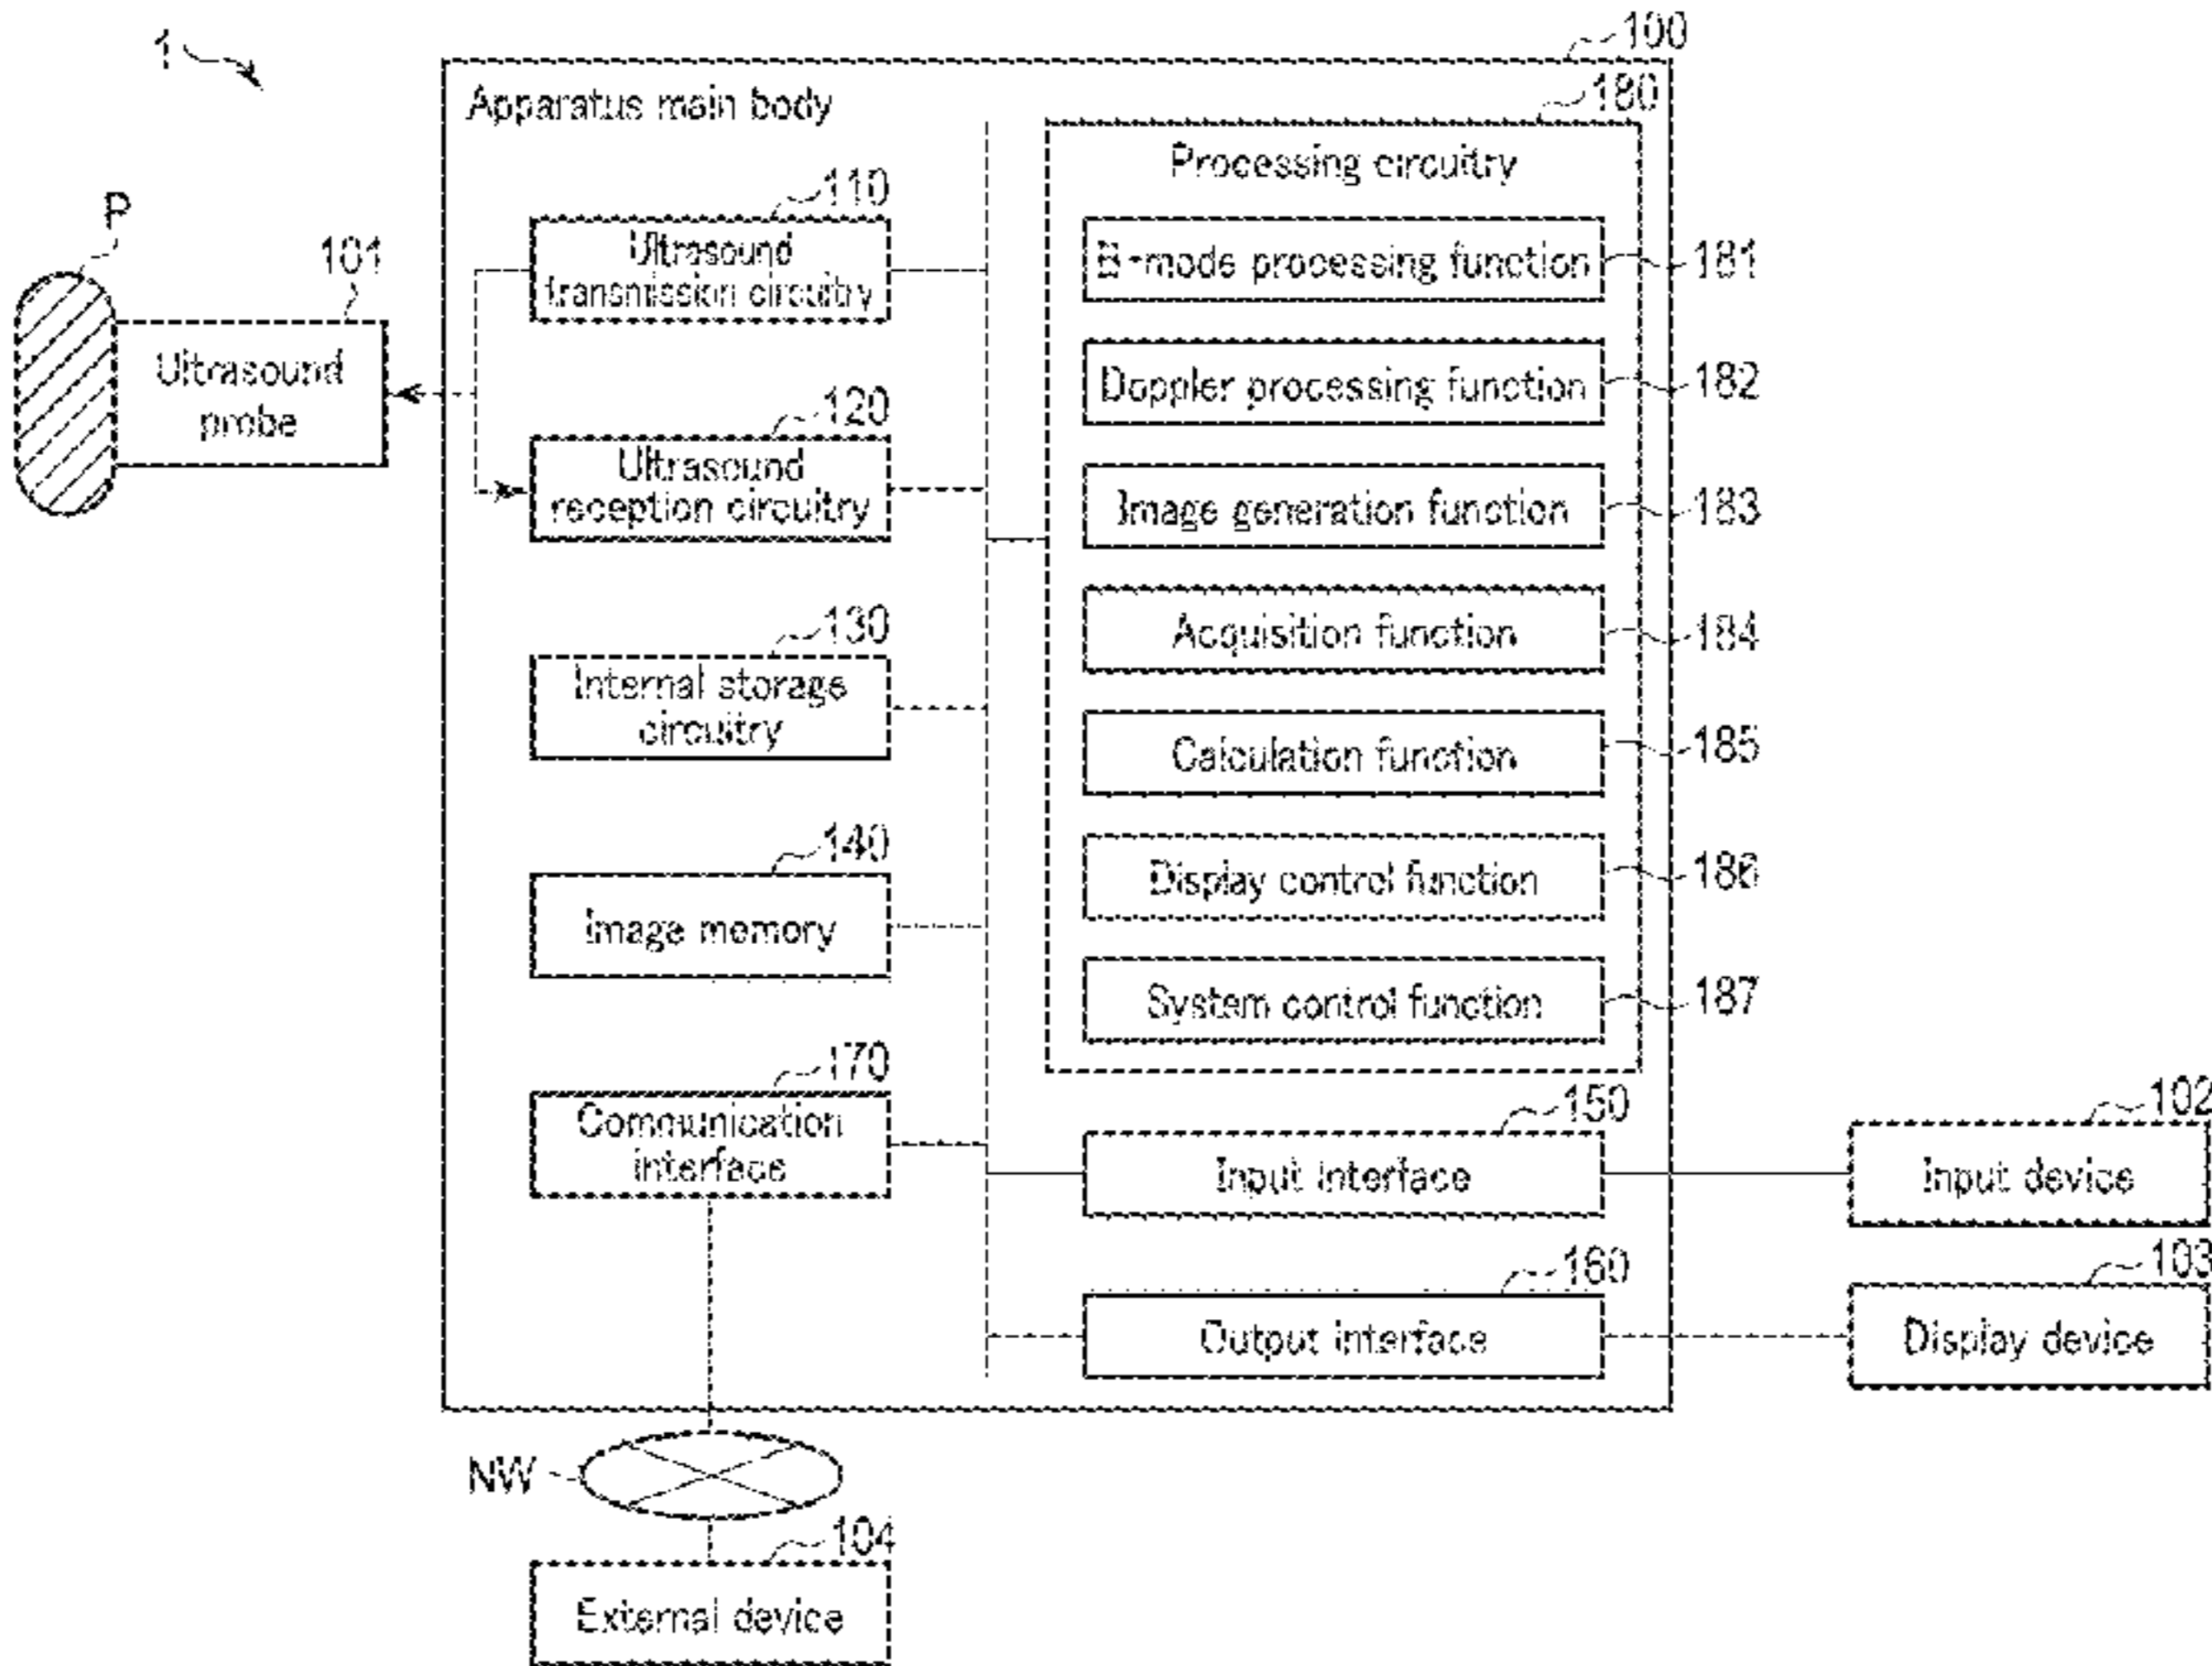 1
100
Apparatus main body
180
Processing circuitry
P
101
Ultrasound
probe
110
Ultrasound
transmission circuitry
120
Ultrasound
reception circuitry
130
Internal storage
circuitry
140
Image memory
170
Communication
interface
B-mode processing function
181
Doppler processing function
182
Image generation function
183
Acquisition function
184
Calculation function
185
Display control function
186
System control function
187
150
Input interface
102
Input device
160
Output interface
103
Display device
NW
104
External device